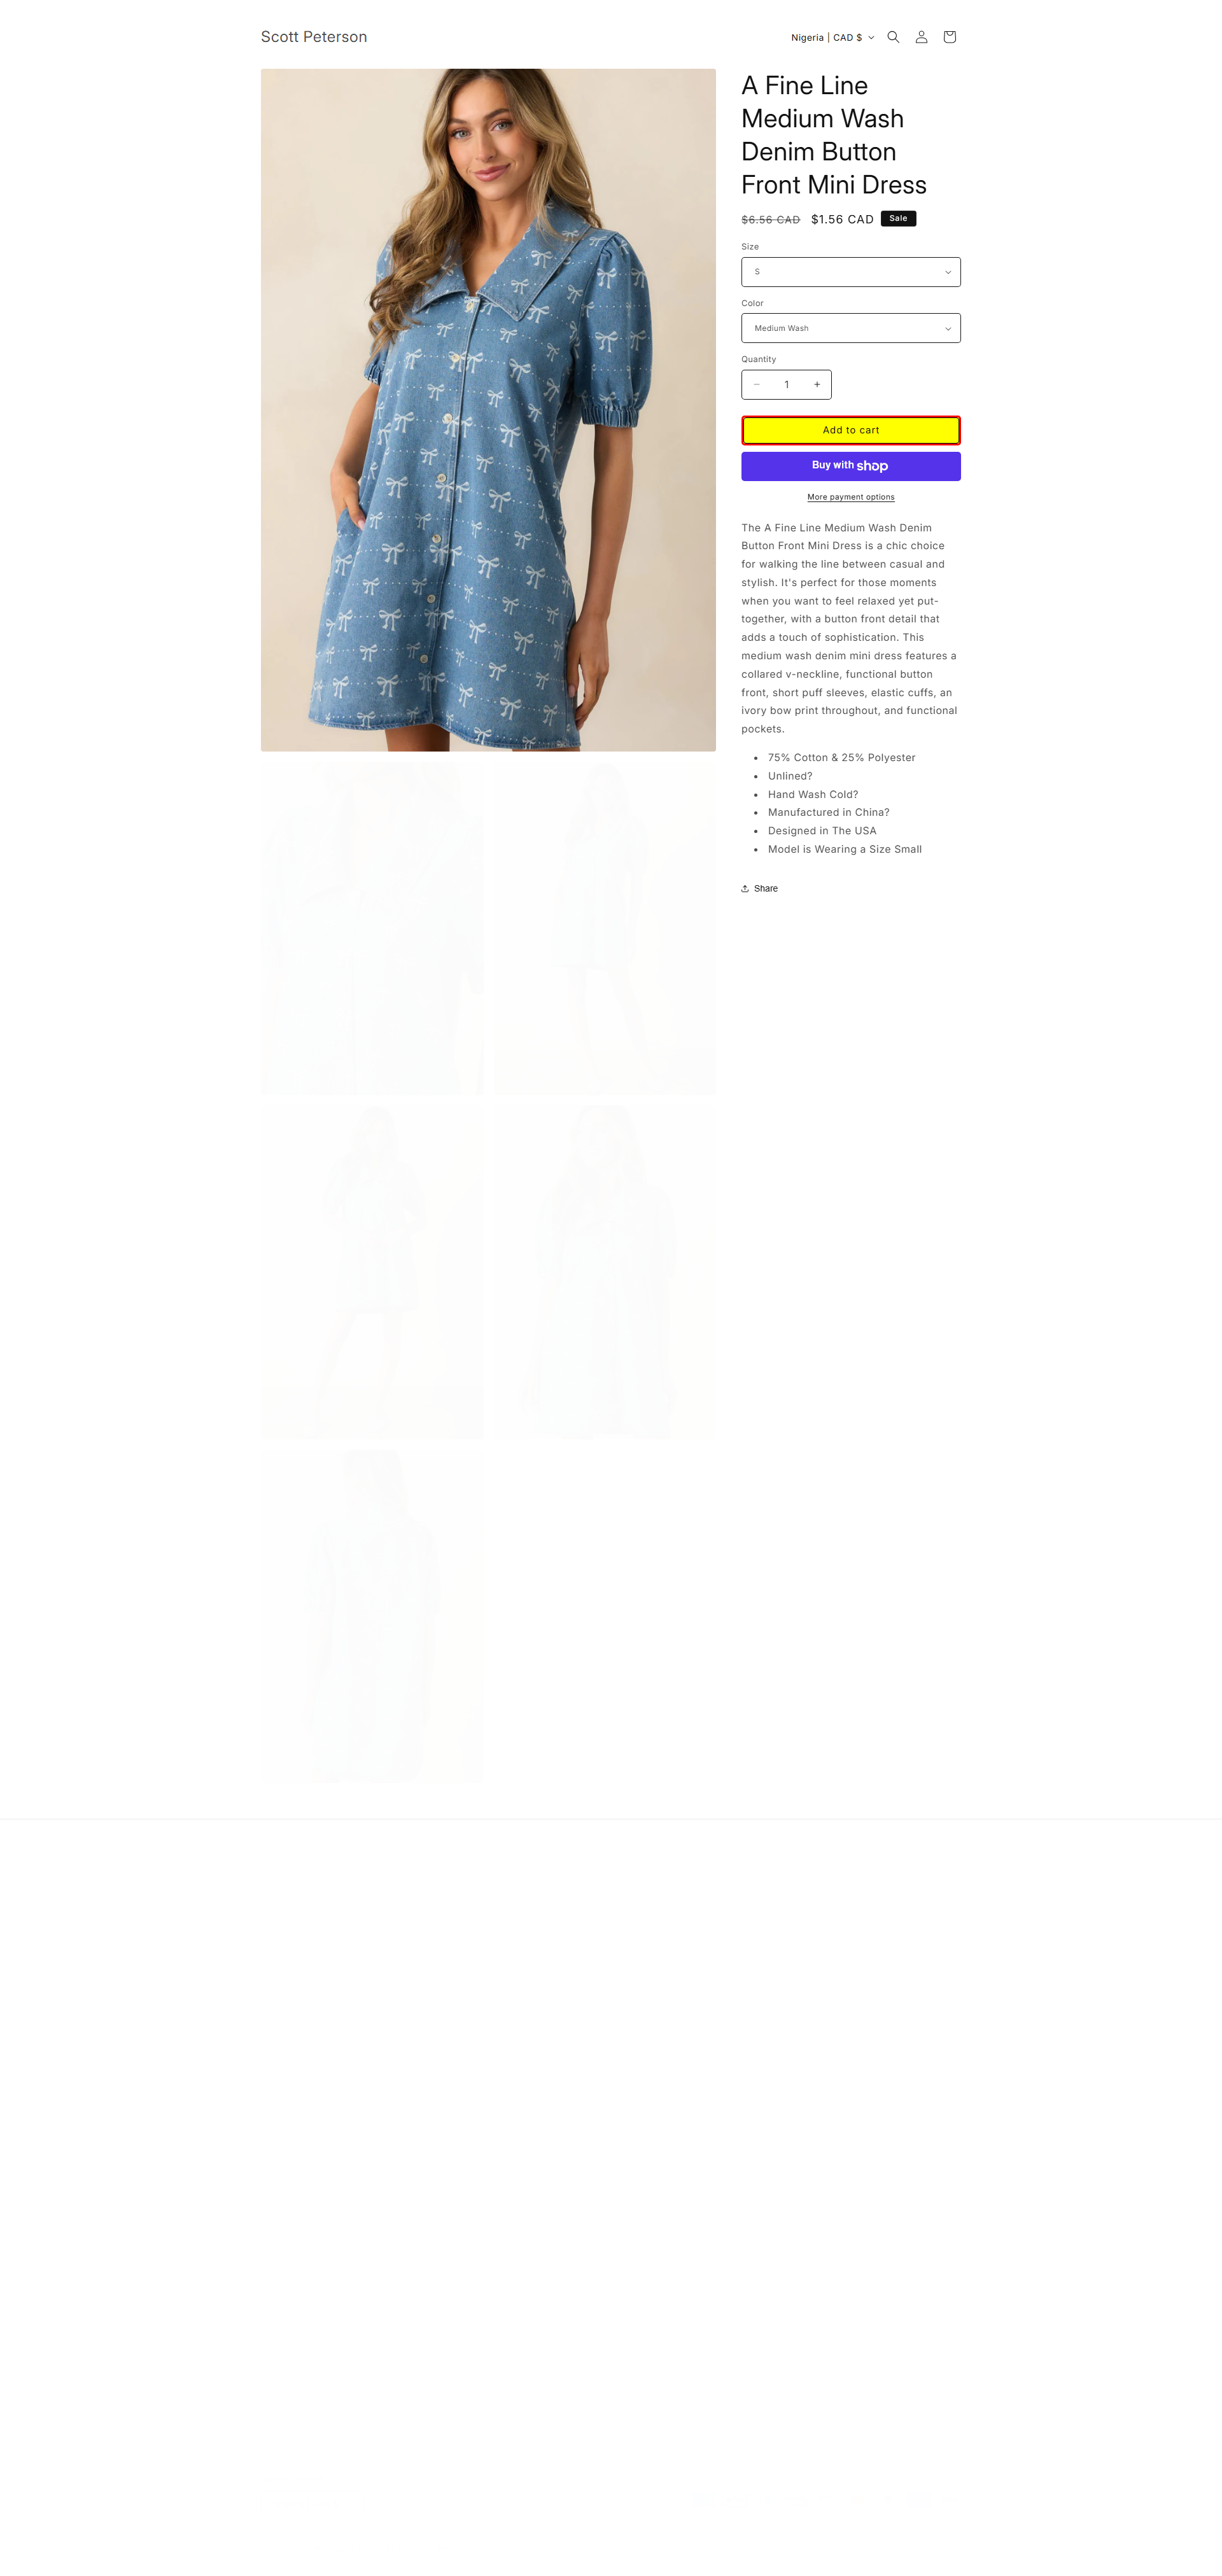 Scott Peterson
Nigeria | CAD $
A Fine Line
Medium Wash
Denim Button
Front Mini Dress
$6.56 CAD $1.56 CAD Sale
Size
S
Color
Medium Wash
Quantity
1
Add to cart
Buy with shop
More payment options
The A Fine Line Medium Wash Denim
Button Front Mini Dress is a chic choice
for walking the line between casual and
stylish. It's perfect for those moments
when you want to feel relaxed yet put-
together, with a button front detail that
adds a touch of sophistication. This
medium wash denim mini dress features a
collared v-neckline, functional button
front, short puff sleeves, elastic cuffs, an
ivory bow print throughout, and functional
pockets.
• 75% Cotton & 25% Polyester
• Unlined?
• Hand Wash Cold?
• Manufactured in China?
• Designed in The USA
• Model is Wearing a Size Small
Share